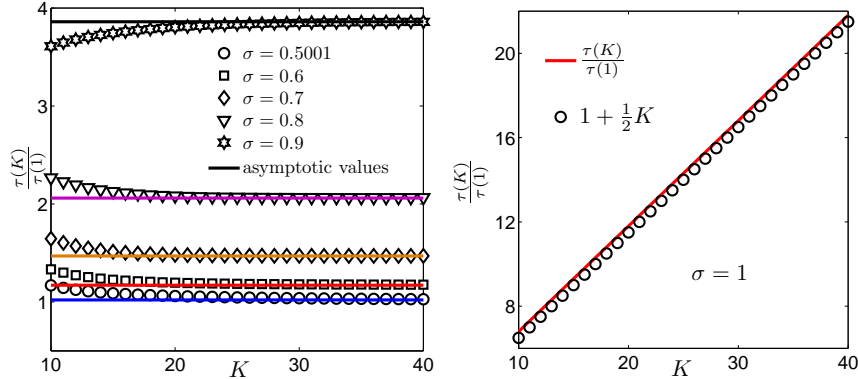 4
3
2
1
τ(K)/τ(1)
σ = 0.5001
σ = 0.6
σ = 0.7
σ = 0.8
σ = 0.9
asymptotic values
10 20 30 40
K
20
16
12
8
τ(K)/τ(1)
τ(K)/τ(1)
1 + ½K
σ = 1
10 20 30 40
K